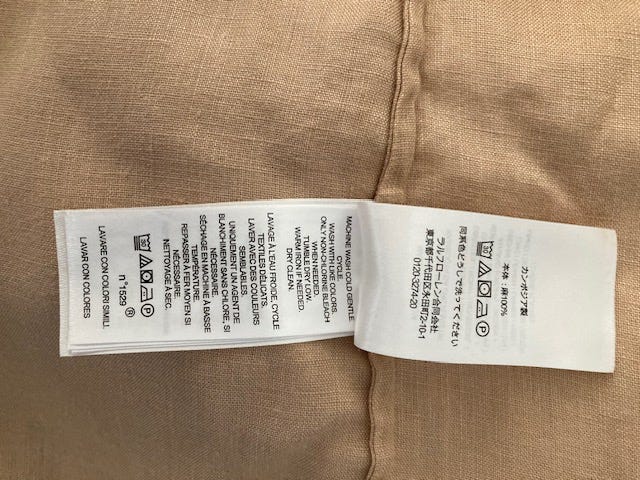 MACHINE WASH COLD GENTLE
CYCLE.
WASH WITH LIKE COLORS.
ONLY NON-CHLORINE BLEACH
WHEN NEEDED.
TUMBLE DRY LOW.
WARM IRON IF NEEDED.
DRY CLEAN.
LAVAGE À L'EAU FROIDE, CYCLE
TEXTILES DÉLICATS.
LAVER AVEC DES COULEURS
SEMBLABLES.
UNIQUEMENT UN AGENT DE
BLANCHIMENT SANS CHLORE, SI
NÉCESSAIRE.
SÉCHAGE EN MACHINE À BASSE
TEMPÉRATURE
REPASSER À FER MOYEN SI
NÉCESSAIRE.
NETTOYAGE À SEC.
30 P
n° 1529 ®
LAVARE CON COLORI SIMILI
LAVAR CON COLORES
カンボジア製
本体：麻100%
30 P
同系色どうしで洗ってください
ラルフローレン合同会社
東京都千代田区永田町2-10-1
0120-3274-20